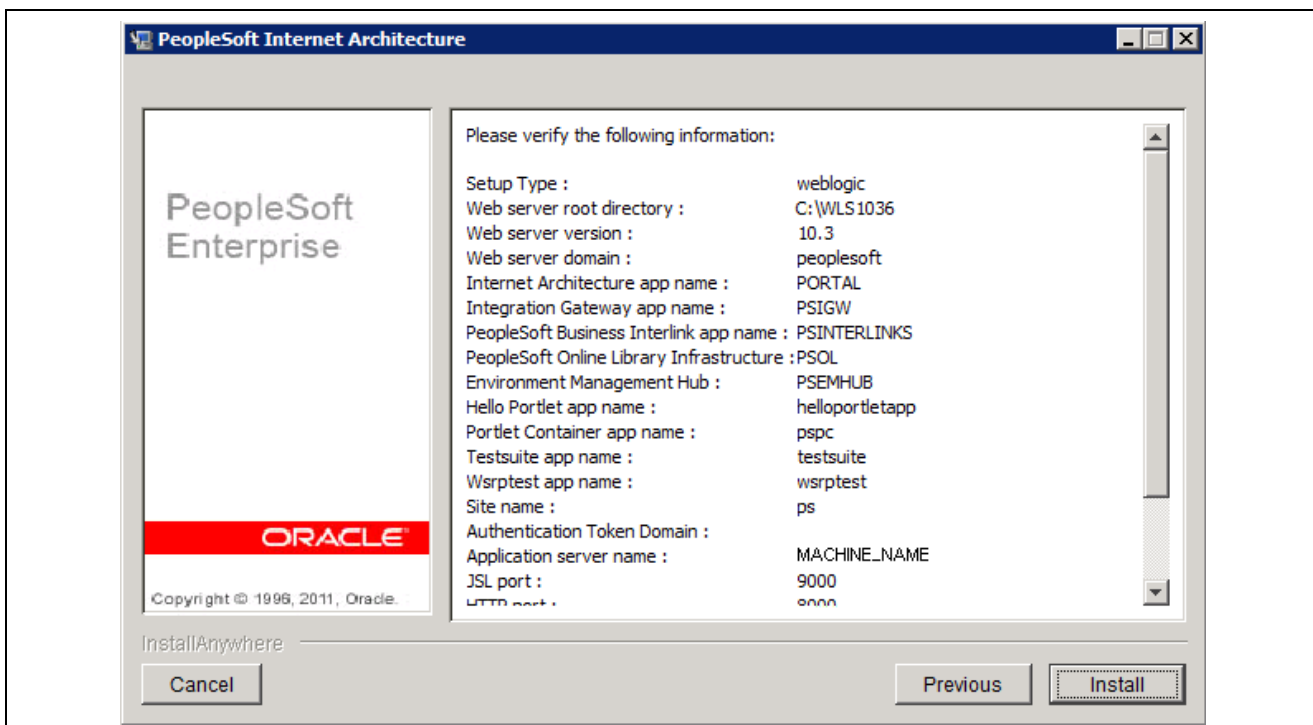 PeopleSoft Internet Architecture
PeopleSoft
Enterprise
ORACLE
Copyright © 1996, 2011, Oracle.
Please verify the following information:
Setup Type : weblogic
Web server root directory : C:\WLS1036
Web server version : 10.3
Web server domain : peoplesoft
Internet Architecture app name : PORTAL
Integration Gateway app name : PSIGW
PeopleSoft Business Interlink app name : PSINTERLINKS
PeopleSoft Online Library Infrastructure : PSOL
Environment Management Hub : PSEMHUB
Hello Portlet app name : helloportletapp
Portlet Container app name : pspc
Testsuite app name : testsuite
Wsrptest app name : wsrptest
Site name : ps
Authentication Token Domain :
Application server name : MACHINE_NAME
JSL port : 9000
HTTP port : 8000
InstallAnywhere
Cancel
Previous
Install